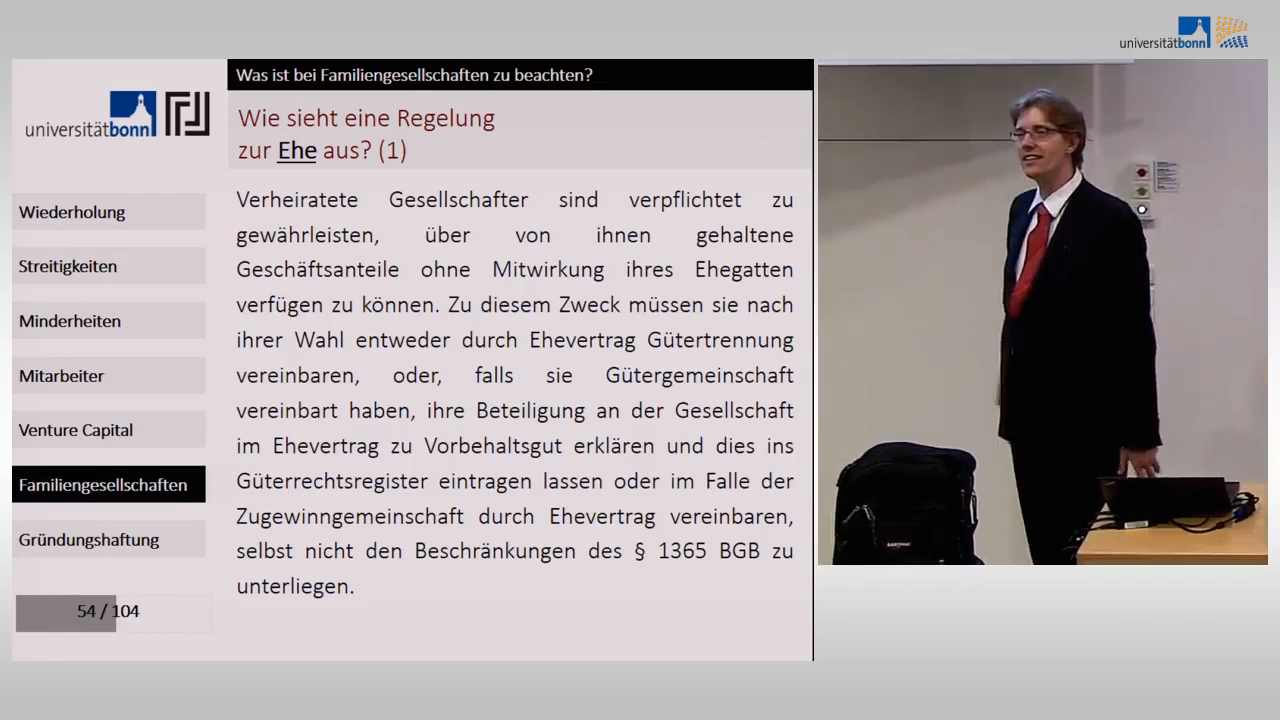 universitätbonn
Was ist bei Familiengesellschaften zu beachten?
universitätbonn
Wie sieht eine Regelung
zur Ehe aus? (1)
Wiederholung
Streitigkeiten
Minderheiten
Mitarbeiter
Venture Capital
Familiengesellschaften
Gründungshaftung
54 / 104
Verheiratete Gesellschafter sind verpflichtet zu
gewährleisten, über von ihnen gehaltene
Geschäftsanteile ohne Mitwirkung ihres Ehegatten
verfügen zu können. Zu diesem Zweck müssen sie nach
ihrer Wahl entweder durch Ehevertrag Gütertrennung
vereinbaren, oder, falls sie Gütergemeinschaft
vereinbart haben, ihre Beteiligung an der Gesellschaft
im Ehevertrag zu Vorbehaltsgut erklären und dies ins
Güterrechtsregister eintragen lassen oder im Falle der
Zugewinngemeinschaft durch Ehevertrag vereinbaren,
selbst nicht den Beschränkungen des § 1365 BGB zu
unterliegen.